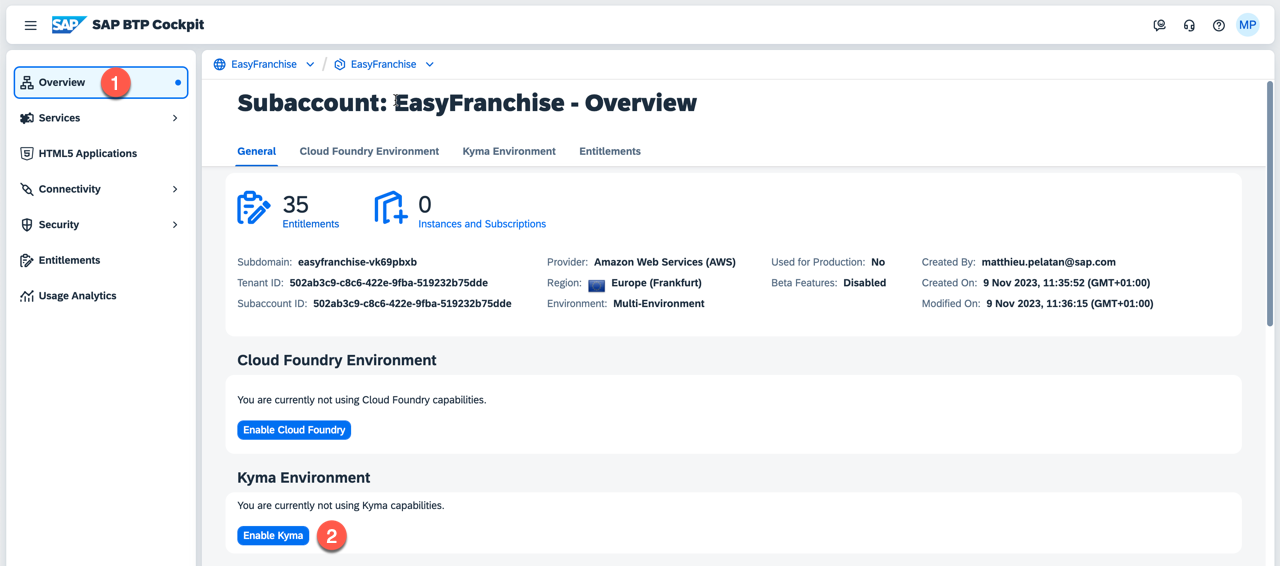 SAP SAP BTP Cockpit MP
Overview 1
Services
HTML5 Applications
Connectivity
Security
Entitlements
Usage Analytics
EasyFranchise / EasyFranchise
Subaccount: EasyFranchise - Overview
General Cloud Foundry Environment Kyma Environment Entitlements
35 Entitlements
0 Instances and Subscriptions
Subdomain: easyfranchise-vk69pbxb
Tenant ID: 502ab3c9-c8c6-422e-9fba-519232b75dde
Subaccount ID: 502ab3c9-c8c6-422e-9fba-519232b75dde
Provider: Amazon Web Services (AWS)
Region: Europe (Frankfurt)
Environment: Multi-Environment
Used for Production: No
Beta Features: Disabled
Created By: matthieu.pelatan@sap.com
Created On: 9 Nov 2023, 11:35:52 (GMT+01:00)
Modified On: 9 Nov 2023, 11:36:15 (GMT+01:00)
Cloud Foundry Environment
You are currently not using Cloud Foundry capabilities.
Enable Cloud Foundry
Kyma Environment
You are currently not using Kyma capabilities.
Enable Kyma 2